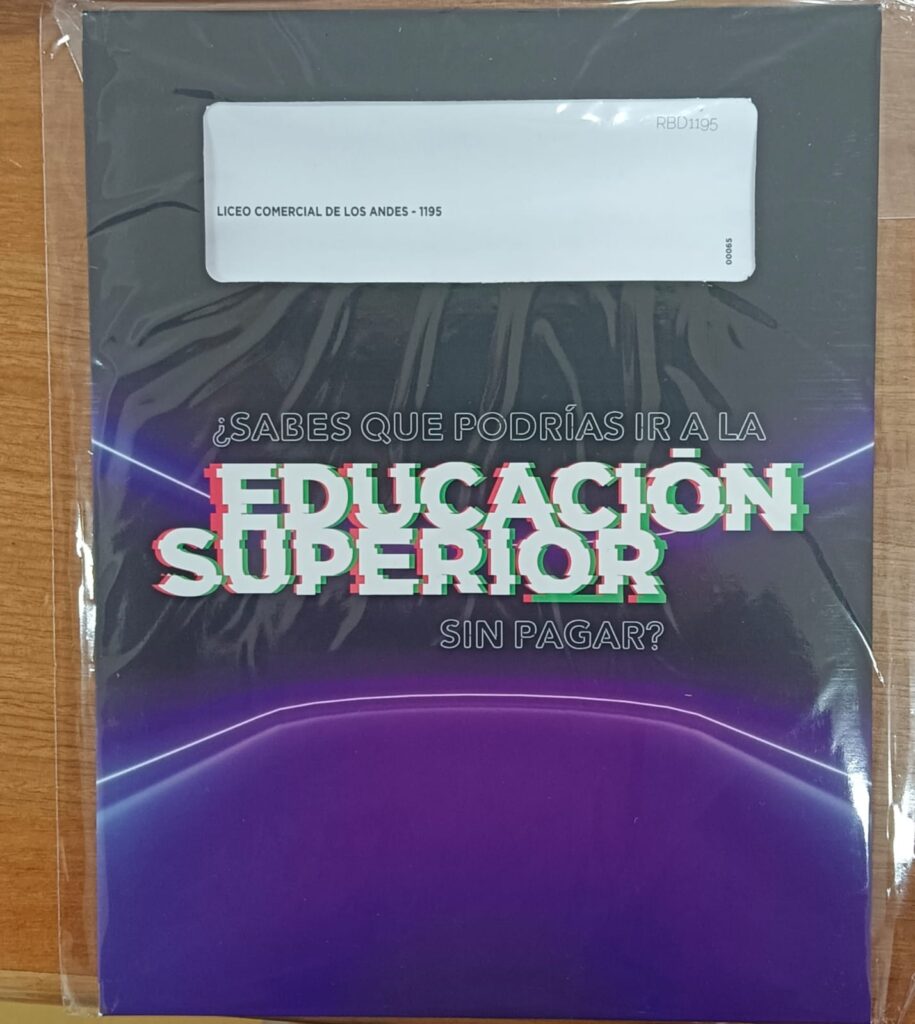 RBD1195
LICEO COMERCIAL DE LOS ANDES - 1195
00065
¿SABES QUE PODRÍAS IR A LA
EDUCACIÓN
SUPERIOR
SIN PAGAR?